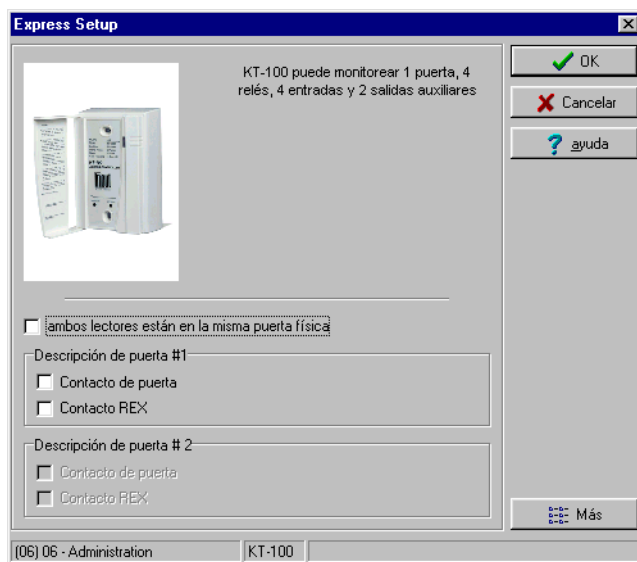 Express Setup
KT-100 puede monitorear 1 puerta, 4
relés, 4 entradas y 2 salidas auxiliares
OK
Cancelar
ayuda
ambos lectores están en la misma puerta física
Descripción de puerta #1
Contacto de puerta
Contacto REX
Descripción de puerta # 2
Contacto de puerta
Contacto REX
Más
(06) 06 - Administration
KT-100